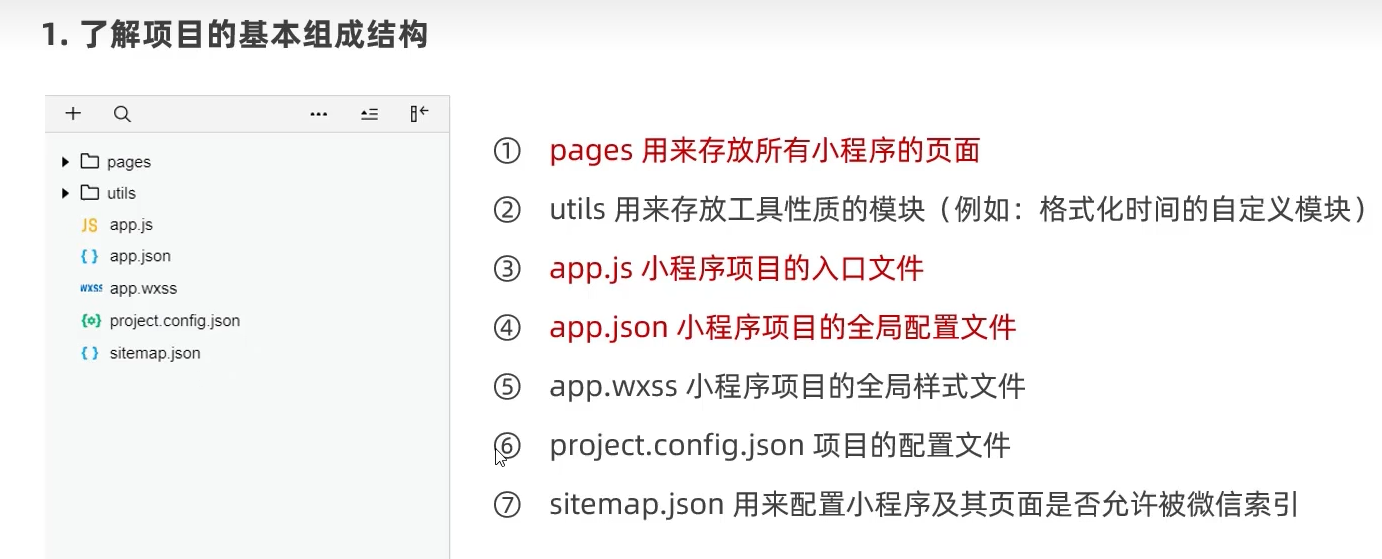 1. 了解项目的基本组成结构
pages
utils
JS app.js
{ } app.json
wxss app.wxss
{⚙} project.config.json
{ } sitemap.json
① pages 用来存放所有小程序的页面
② utils 用来存放工具性质的模块（例如：格式化时间的自定义模块）
③ app.js 小程序项目的入口文件
④ app.json 小程序项目的全局配置文件
⑤ app.wxss 小程序项目的全局样式文件
⑥ project.config.json 项目的配置文件
⑦ sitemap.json 用来配置小程序及其页面是否允许被微信索引